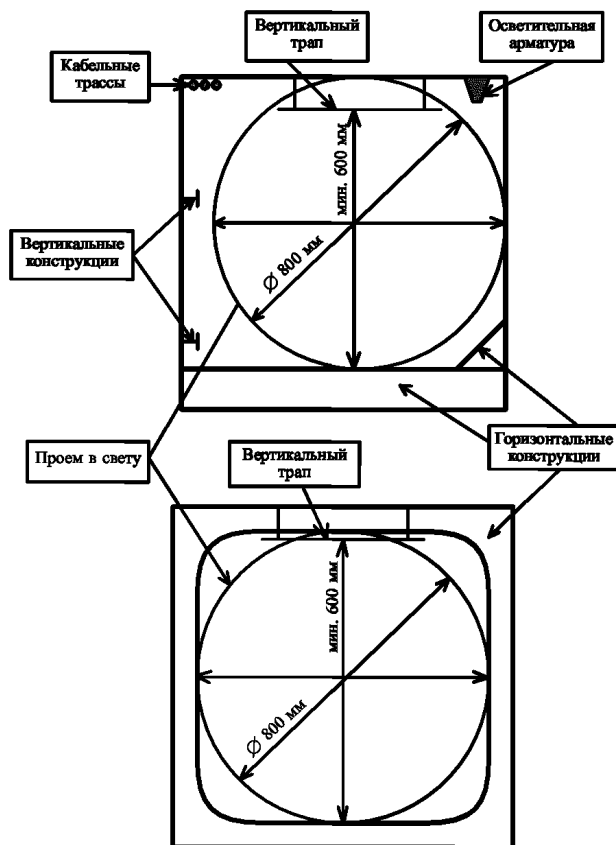 Вертикальный
трап
Осветительная
арматура
Кабельные
трассы
мин. 600 мм
Ø 800 мм
Вертикальные
конструкции
Проем в свету
Вертикальный
трап
Горизонтальные
конструкции
мин. 600 мм
Ø 800 мм